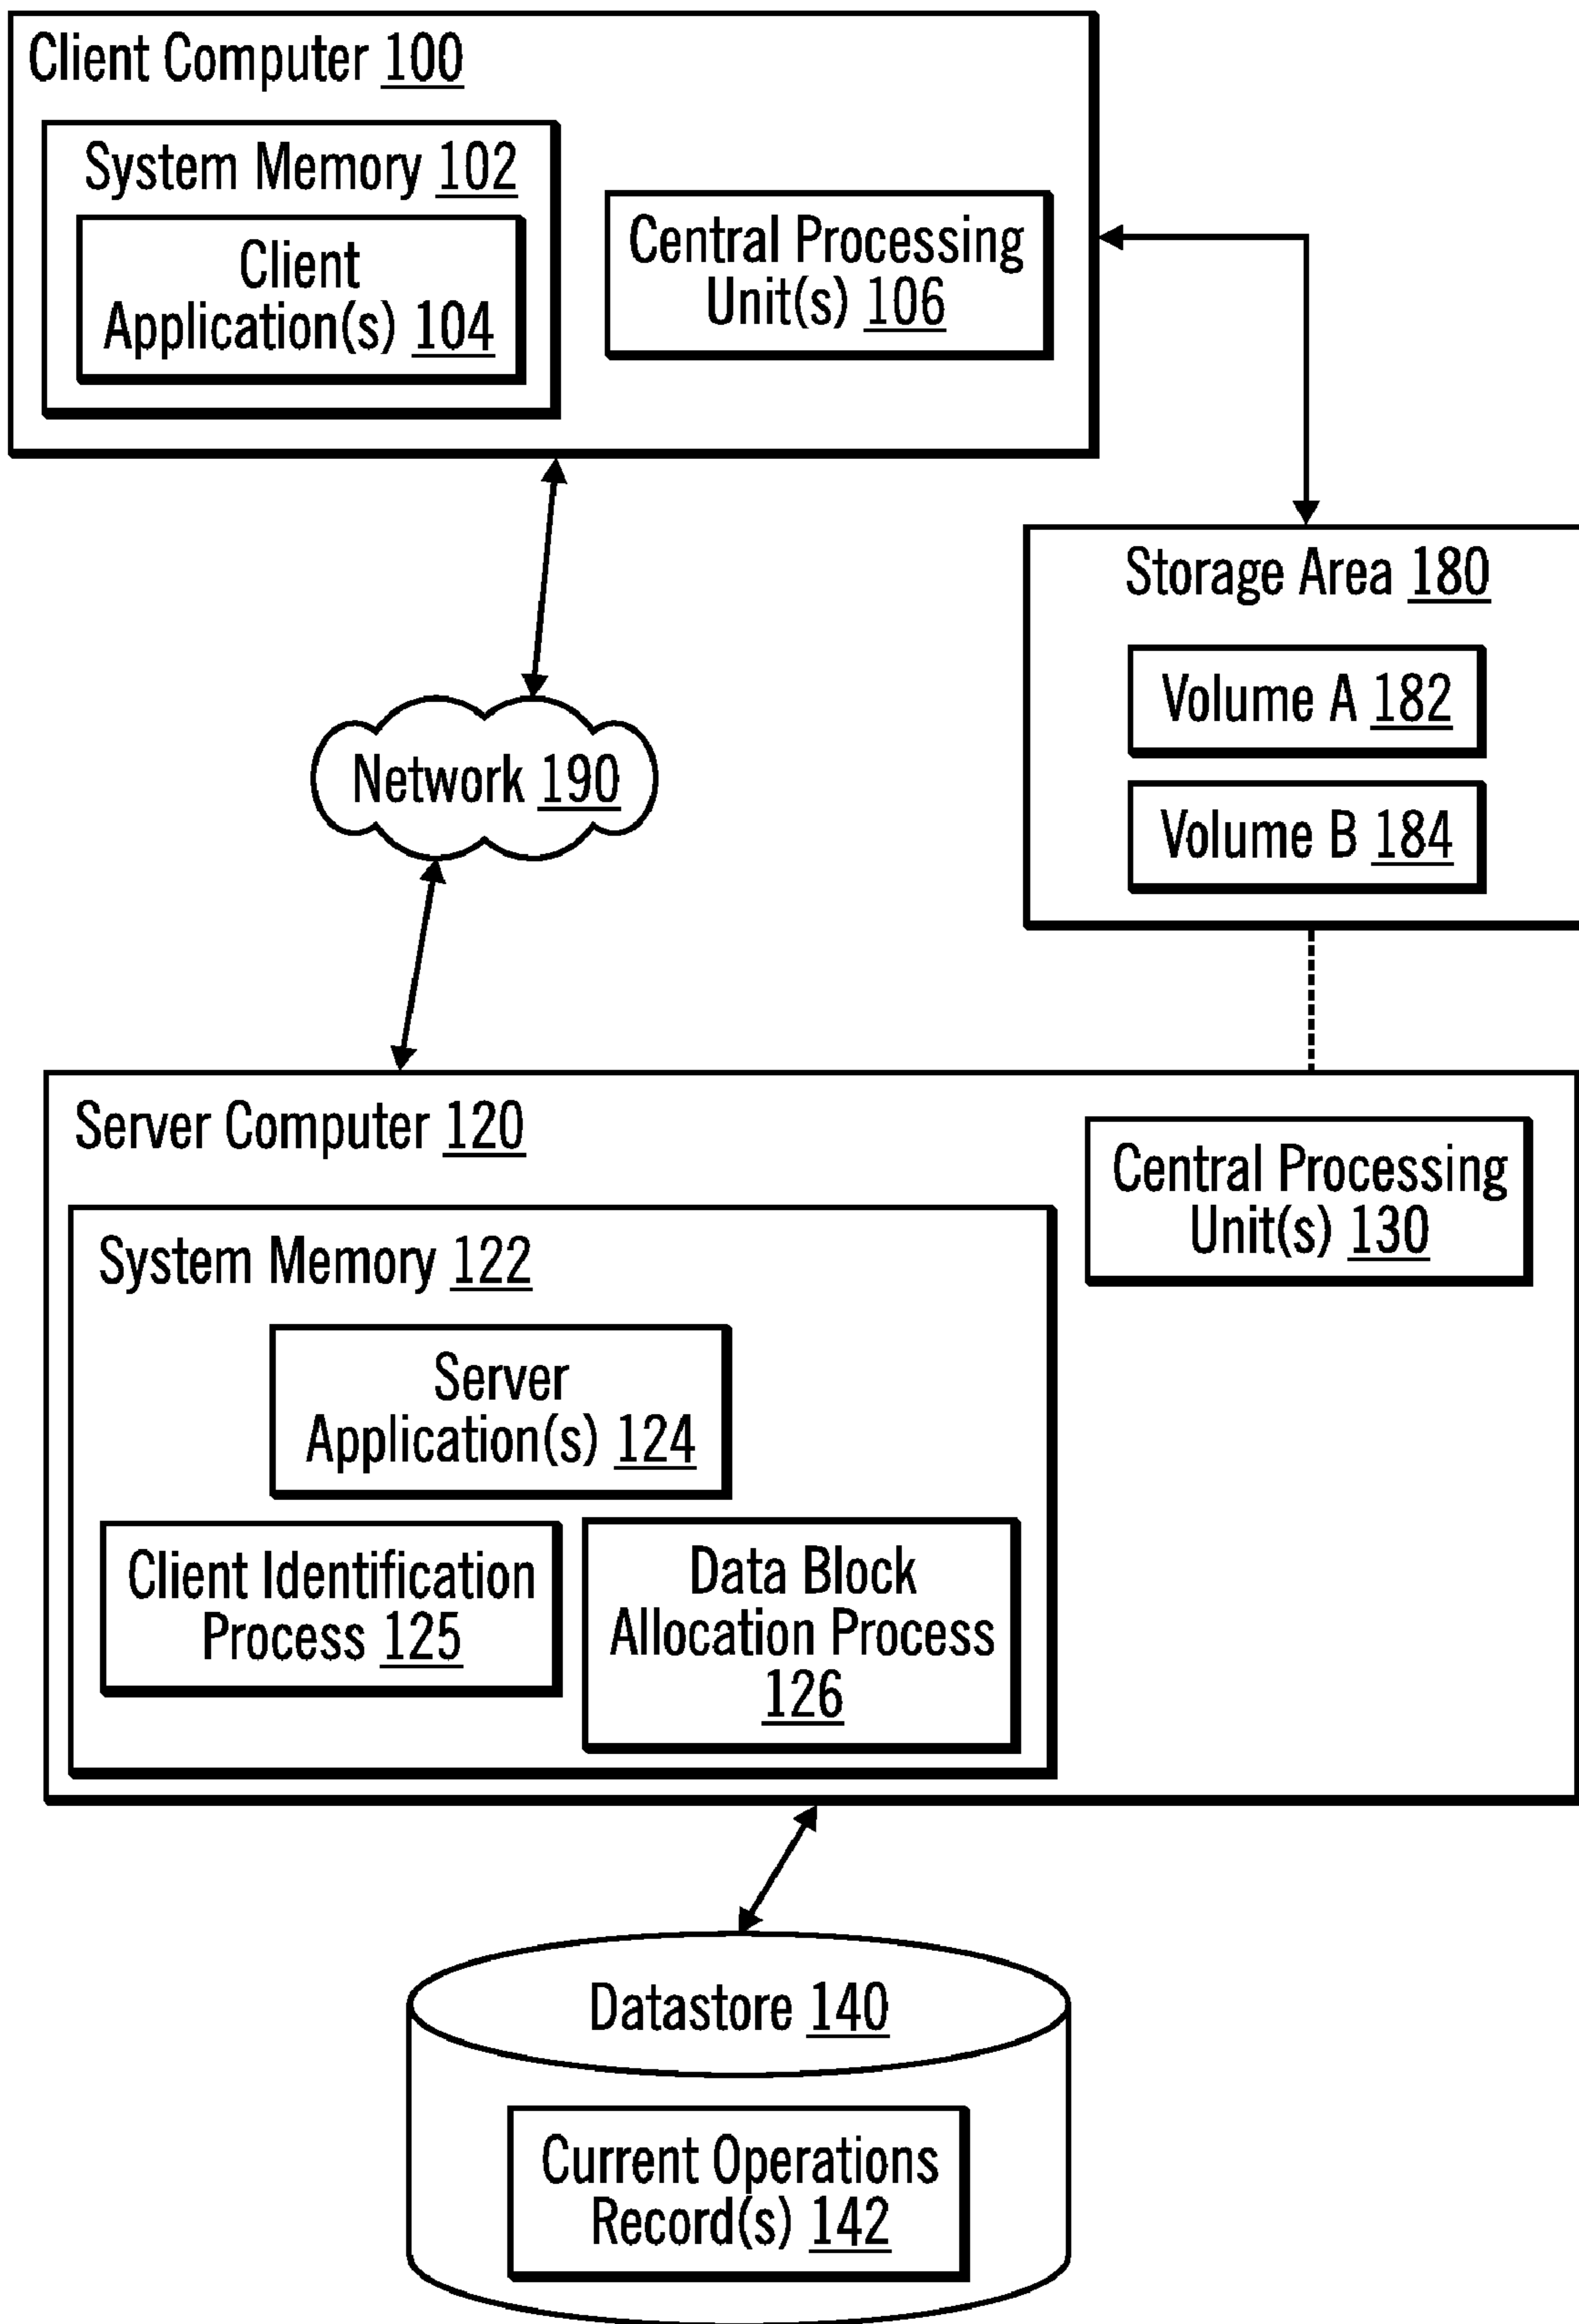 Client Computer 100
System Memory 102
Client
Application(s) 104
Central Processing
Unit(s) 106
Storage Area 180
Volume A 182
Volume B 184
Network 190
Server Computer 120
Central Processing
Unit(s) 130
System Memory 122
Server
Application(s) 124
Client Identification
Process 125
Data Block
Allocation Process
126
Datastore 140
Current Operations
Record(s) 142